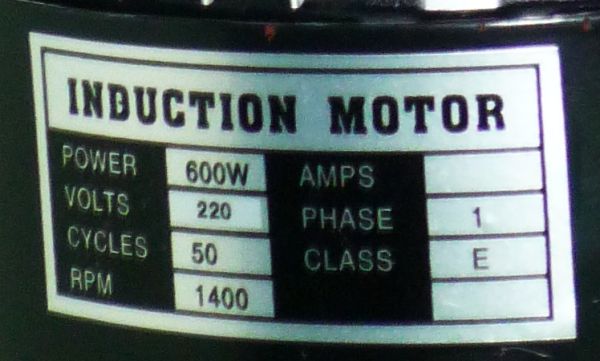 INDUCTION MOTOR
POWER 600W AMPS
VOLTS 220 PHASE 1
CYCLES 50 CLASS E
RPM 1400